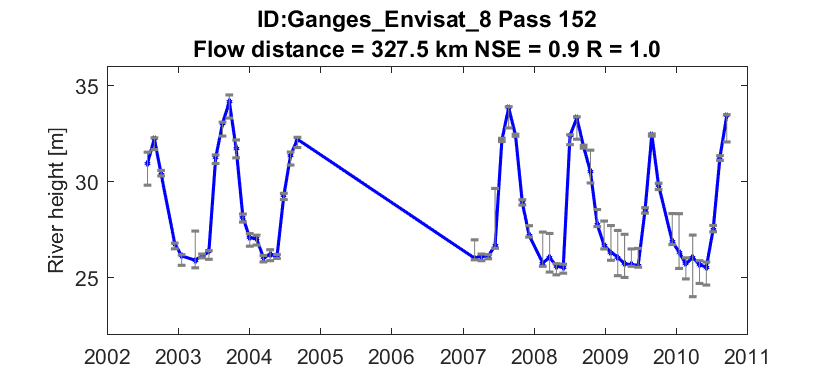 ID:Ganges_Envisat_8 Pass 152
Flow distance = 327.5 km NSE = 0.9 R = 1.0
River height [m]
35
30
25
2002 2003 2004 2005 2006 2007 2008 2009 2010 2011